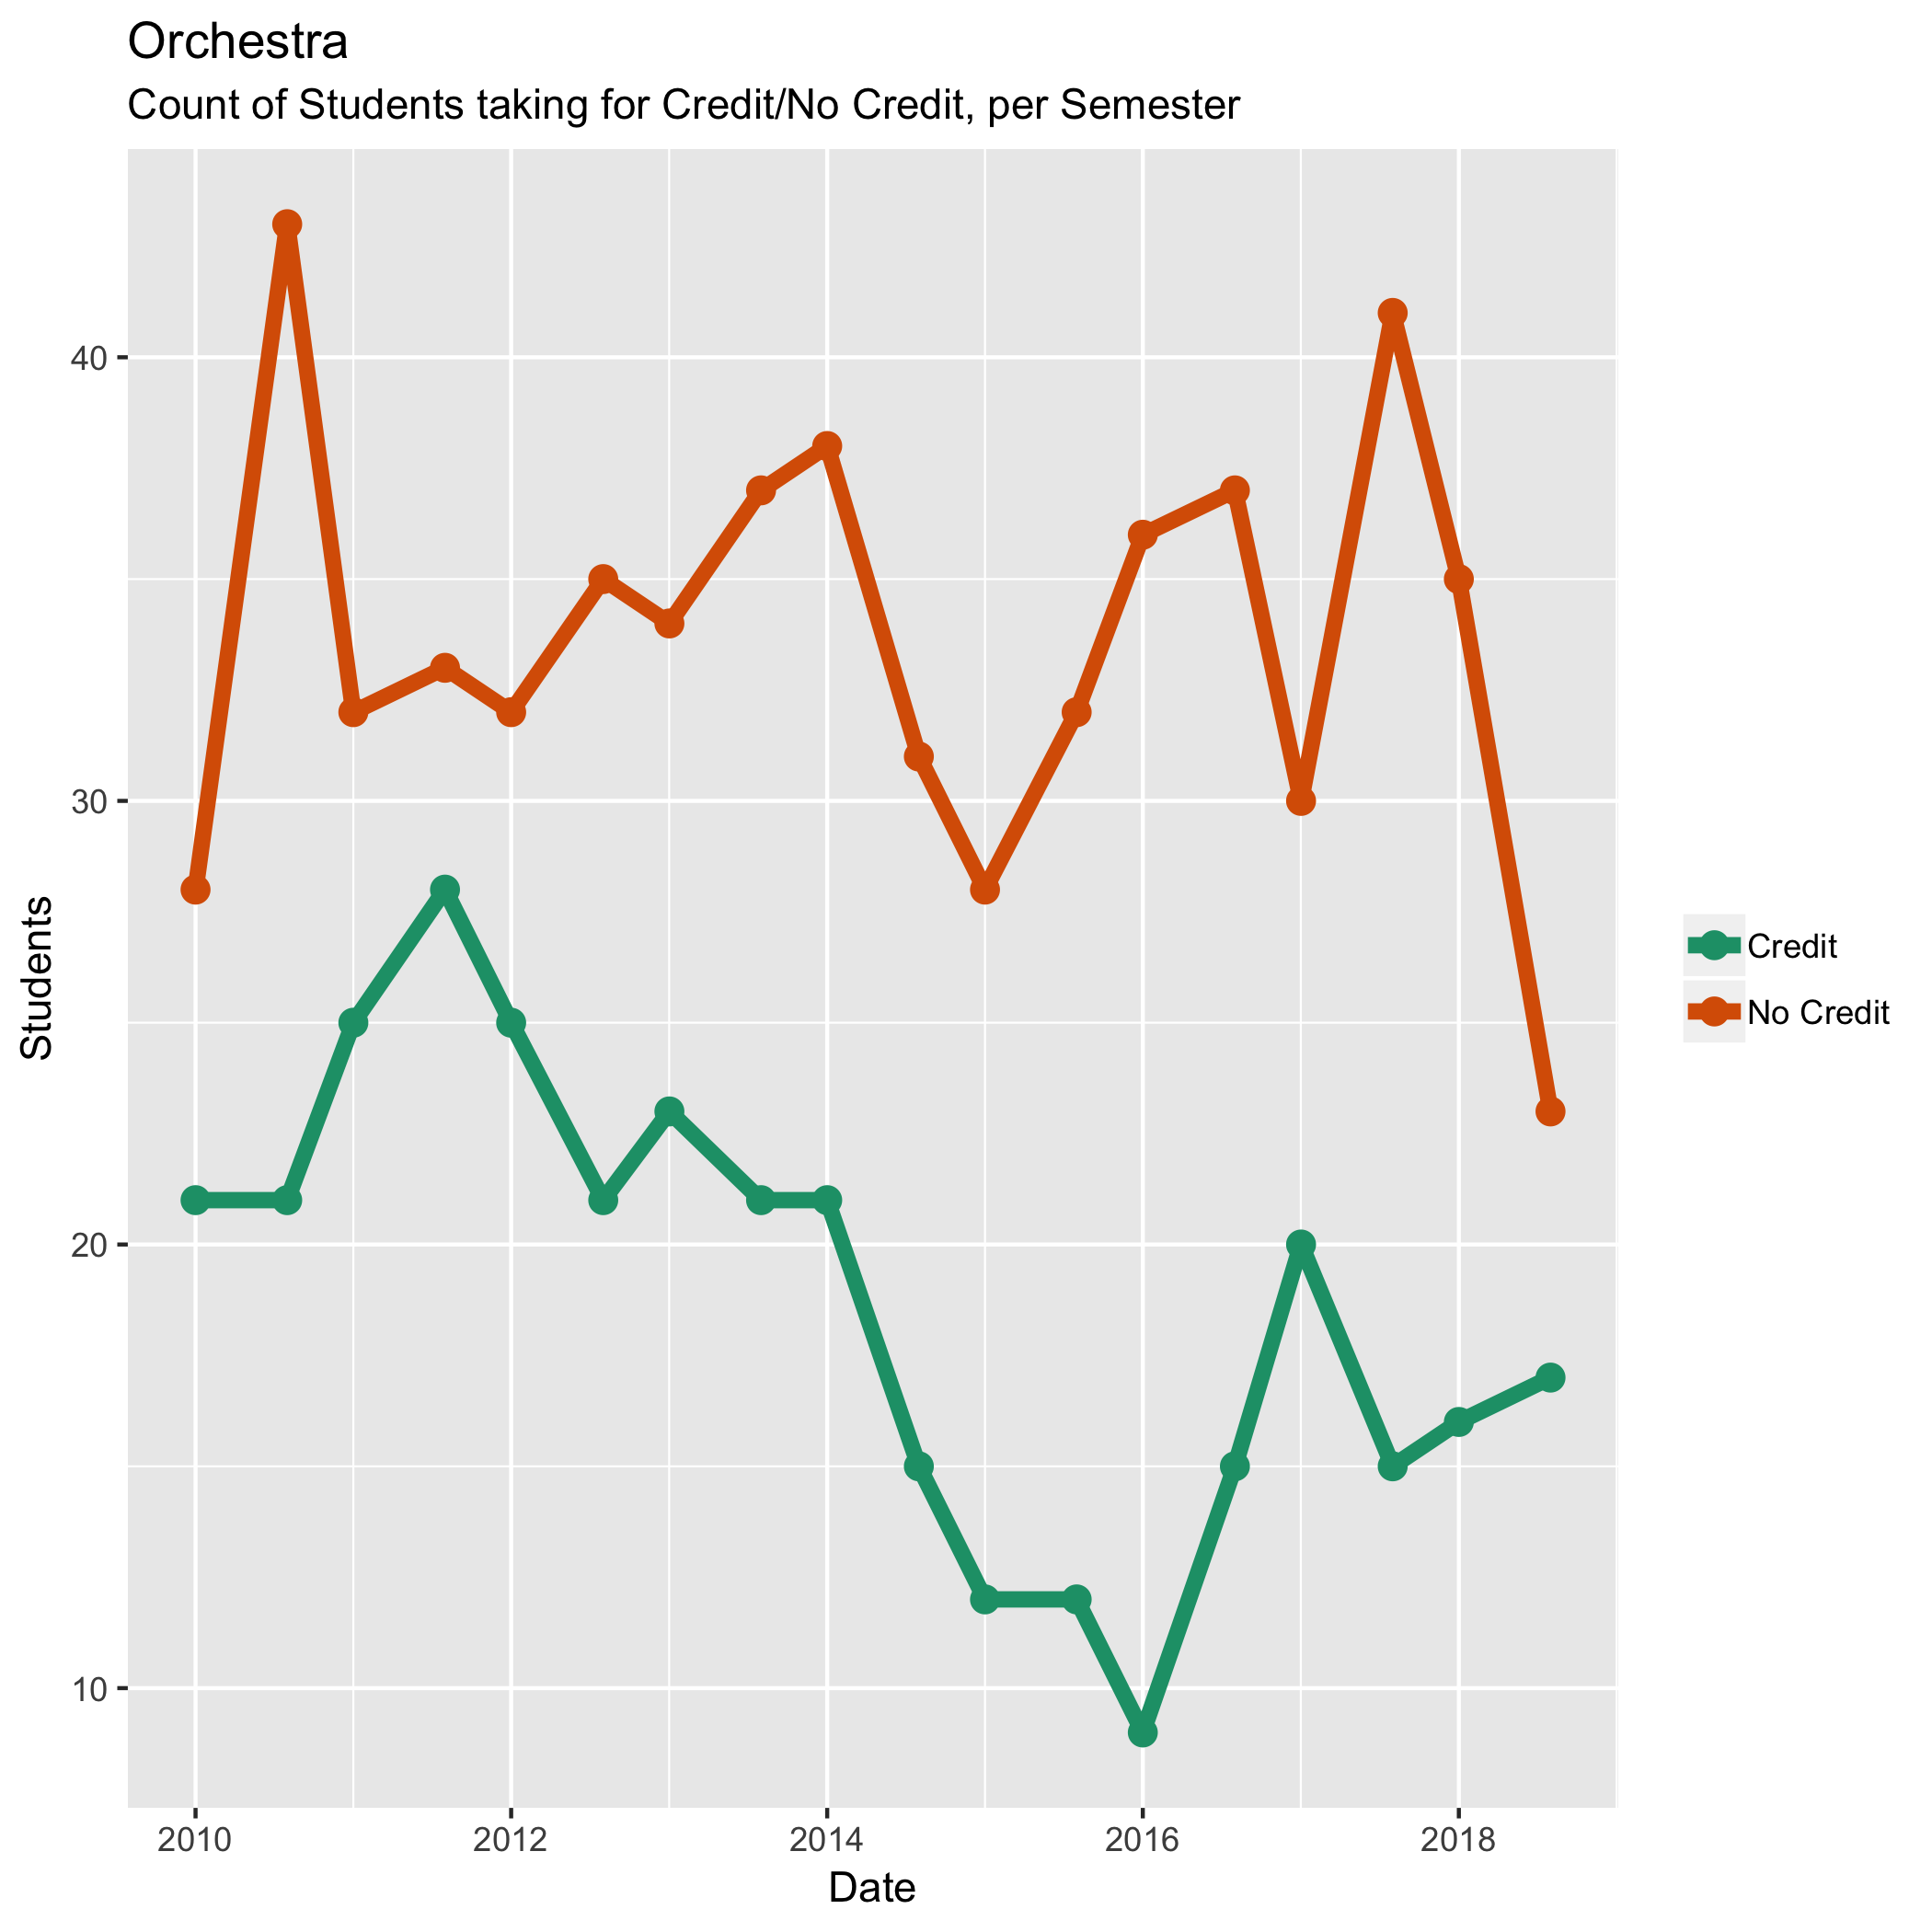 Orchestra
Count of Students taking for Credit/No Credit, per Semester
Students
40
30
20
10
2010 2012 2014 2016 2018
Date
Credit
No Credit